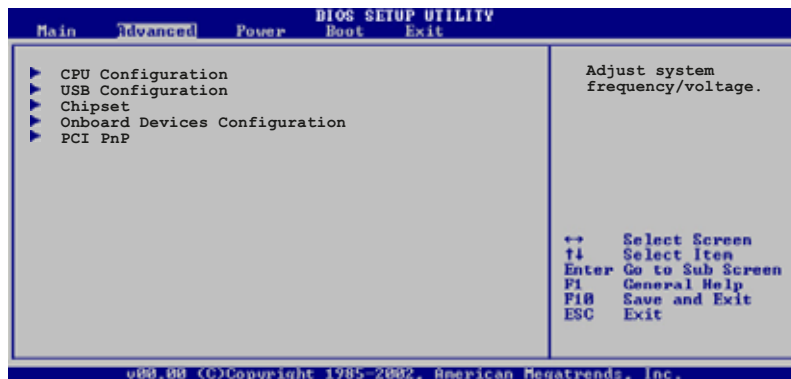 BIOS SETUP UTILITY
Main Advanced Power Boot Exit
CPU Configuration
USB Configuration
Chipset
Onboard Devices Configuration
PCI PnP
Adjust system
frequency/voltage.
↔ Select Screen
↑↓ Select Item
Enter Go to Sub Screen
F1 General Help
F10 Save and Exit
ESC Exit
v00.00 (C)Copyright 1985-2002, American Megatrends, Inc.